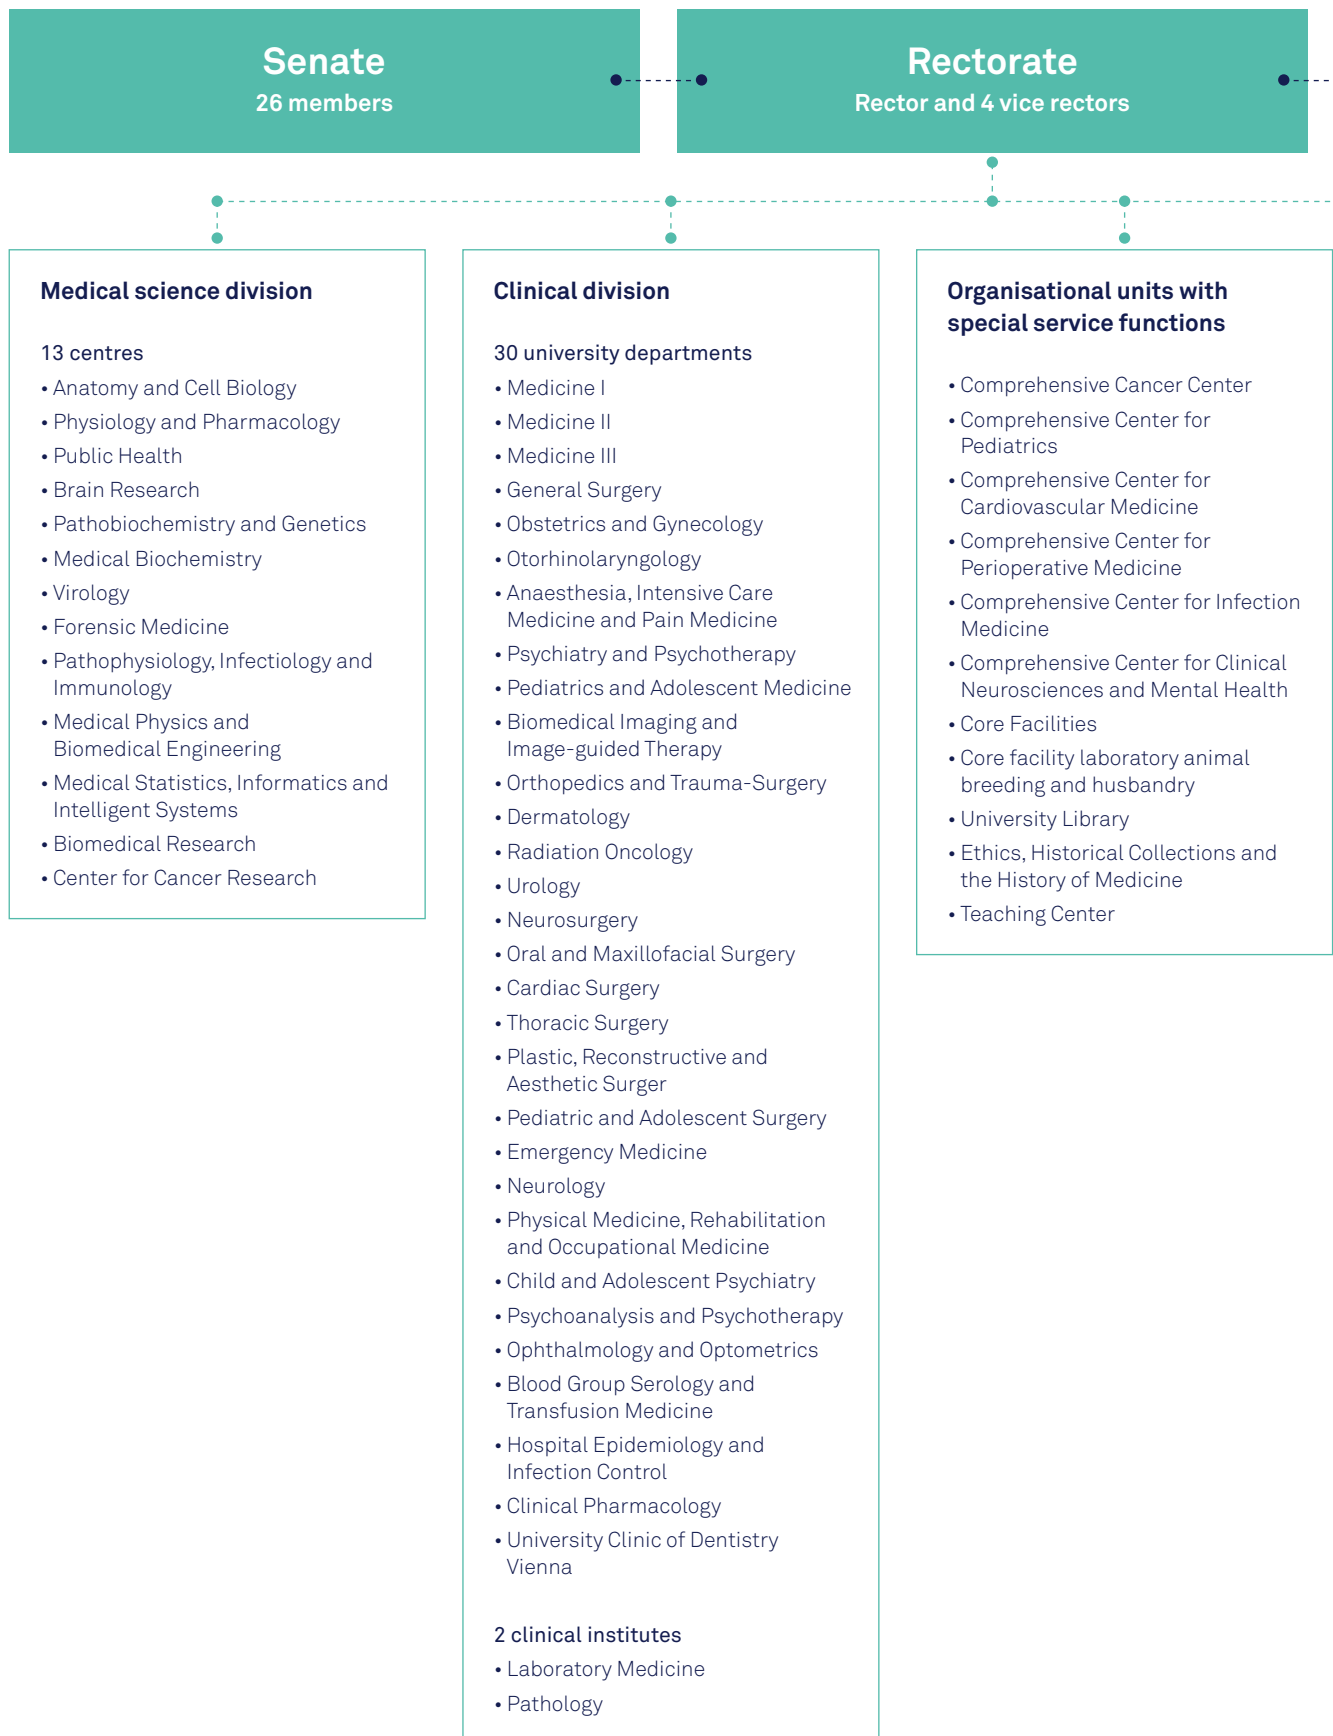 Senate
26 members
Rectorate
Rector and 4 vice rectors
Medical science division
13 centres
• Anatomy and Cell Biology
• Physiology and Pharmacology
• Public Health
• Brain Research
• Pathobiochemistry and Genetics
• Medical Biochemistry
• Virology
• Forensic Medicine
• Pathophysiology, Infectiology and
Immunology
• Medical Physics and
Biomedical Engineering
• Medical Statistics, Informatics and
Intelligent Systems
• Biomedical Research
• Center for Cancer Research
Clinical division
30 university departments
• Medicine I
• Medicine II
• Medicine III
• General Surgery
• Obstetrics and Gynecology
• Otorhinolaryngology
• Anaesthesia, Intensive Care
Medicine and Pain Medicine
• Psychiatry and Psychotherapy
• Pediatrics and Adolescent Medicine
• Biomedical Imaging and
Image-guided Therapy
• Orthopedics and Trauma-Surgery
• Dermatology
• Radiation Oncology
• Urology
• Neurosurgery
• Oral and Maxillofacial Surgery
• Cardiac Surgery
• Thoracic Surgery
• Plastic, Reconstructive and
Aesthetic Surger
• Pediatric and Adolescent Surgery
• Emergency Medicine
• Neurology
• Physical Medicine, Rehabilitation
and Occupational Medicine
• Child and Adolescent Psychiatry
• Psychoanalysis and Psychotherapy
• Ophthalmology and Optometrics
• Blood Group Serology and
Transfusion Medicine
• Hospital Epidemiology and
Infection Control
• Clinical Pharmacology
• University Clinic of Dentistry
Vienna
2 clinical institutes
• Laboratory Medicine
• Pathology
Organisational units with
special service functions
• Comprehensive Cancer Center
• Comprehensive Center for
Pediatrics
• Comprehensive Center for
Cardiovascular Medicine
• Comprehensive Center for
Perioperative Medicine
• Comprehensive Center for Infection
Medicine
• Comprehensive Center for Clinical
Neurosciences and Mental Health
• Core Facilities
• Core facility laboratory animal
breeding and husbandry
• University Library
• Ethics, Historical Collections and
the History of Medicine
• Teaching Center